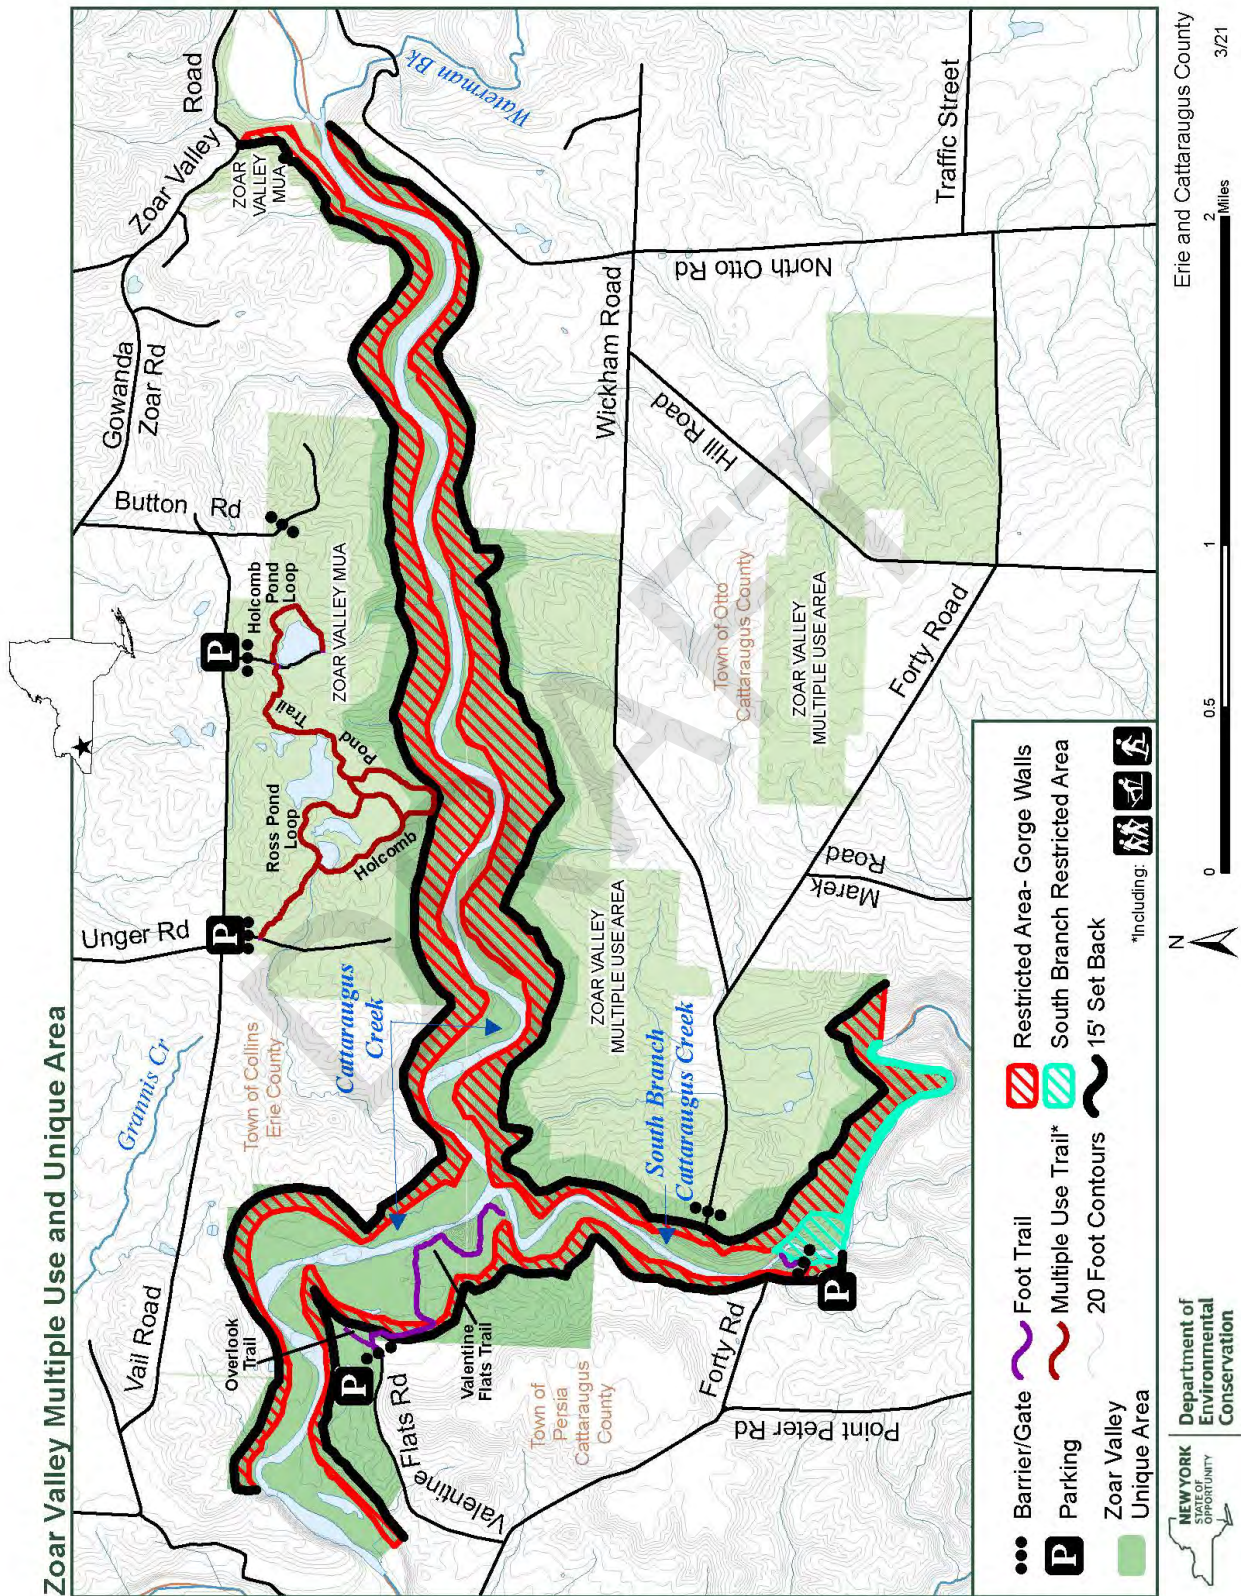 Zoar Valley Multiple Use and Unique Area
Vail Road
Grannis Cr
Unger Rd
P
P
Button Rd
Gowanda
Zoar Rd
Zoar Valley
Road
Town of Collins
Erie County
Ross Pond
Loop
Holcomb
Pond
Trail
Holcomb
Pond
Loop
ZOAR VALLEY MUA
ZOAR
VALLEY
MUA
Waterman Bk
Overlook
Trail
P
Cattaraugus
Creek
Valentine
Flats Trail
Valentine
Flats Rd
Town of
Persia
Cattaraugus
County
South Branch
Cattaraugus Creek
ZOAR VALLEY
MULTIPLE USE AREA
Wickham Road
North Otto Rd
Hill Road
Traffic Street
Town of Otto
Cattaraugus County
ZOAR VALLEY
MULTIPLE USE AREA
Forty Rd
Point Peter Rd
P
Marek
Road
Forty Road
DRAFT
Barrier/Gate
Parking
Zoar Valley
Unique Area
Foot Trail
Multiple Use Trail*
20 Foot Contours
Restricted Area- Gorge Walls
South Branch Restricted Area
15' Set Back
*Including:
P
NEW YORK
STATE OF
OPPORTUNITY
Department of
Environmental
Conservation
N
0
0.5
1
2
Miles
Erie and Cattaraugus County
3/21